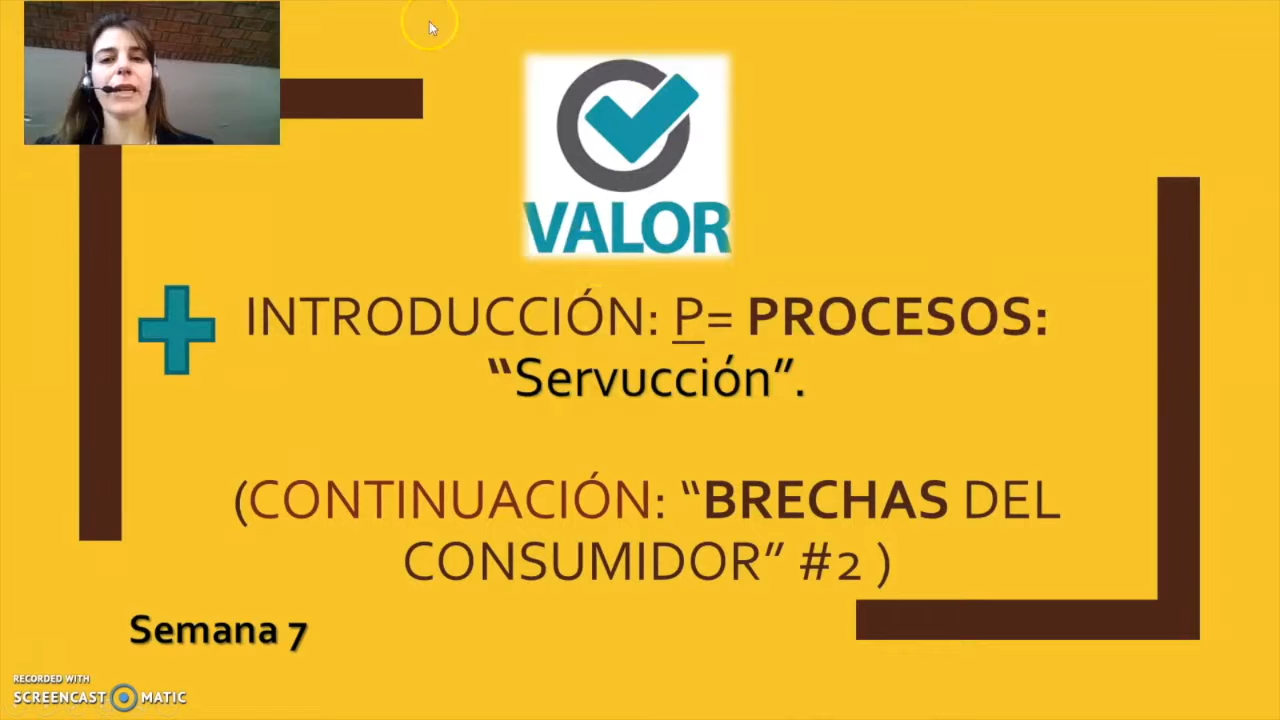 VALOR
INTRODUCCIÓN: P= PROCESOS:
“Servucción”.
(CONTINUACIÓN: “BRECHAS DEL
CONSUMIDOR” #2 )
Semana 7
RECORDED WITH
SCREENCAST MATIC